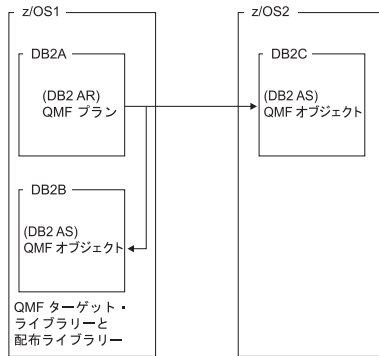 z/OS1
DB2A
(DB2 AR)
QMF プラン
DB2B
(DB2 AS)
QMF オブジェクト
QMF ターゲット・
ライブラリーと
配布ライブラリー
z/OS2
DB2C
(DB2 AS)
QMF オブジェクト